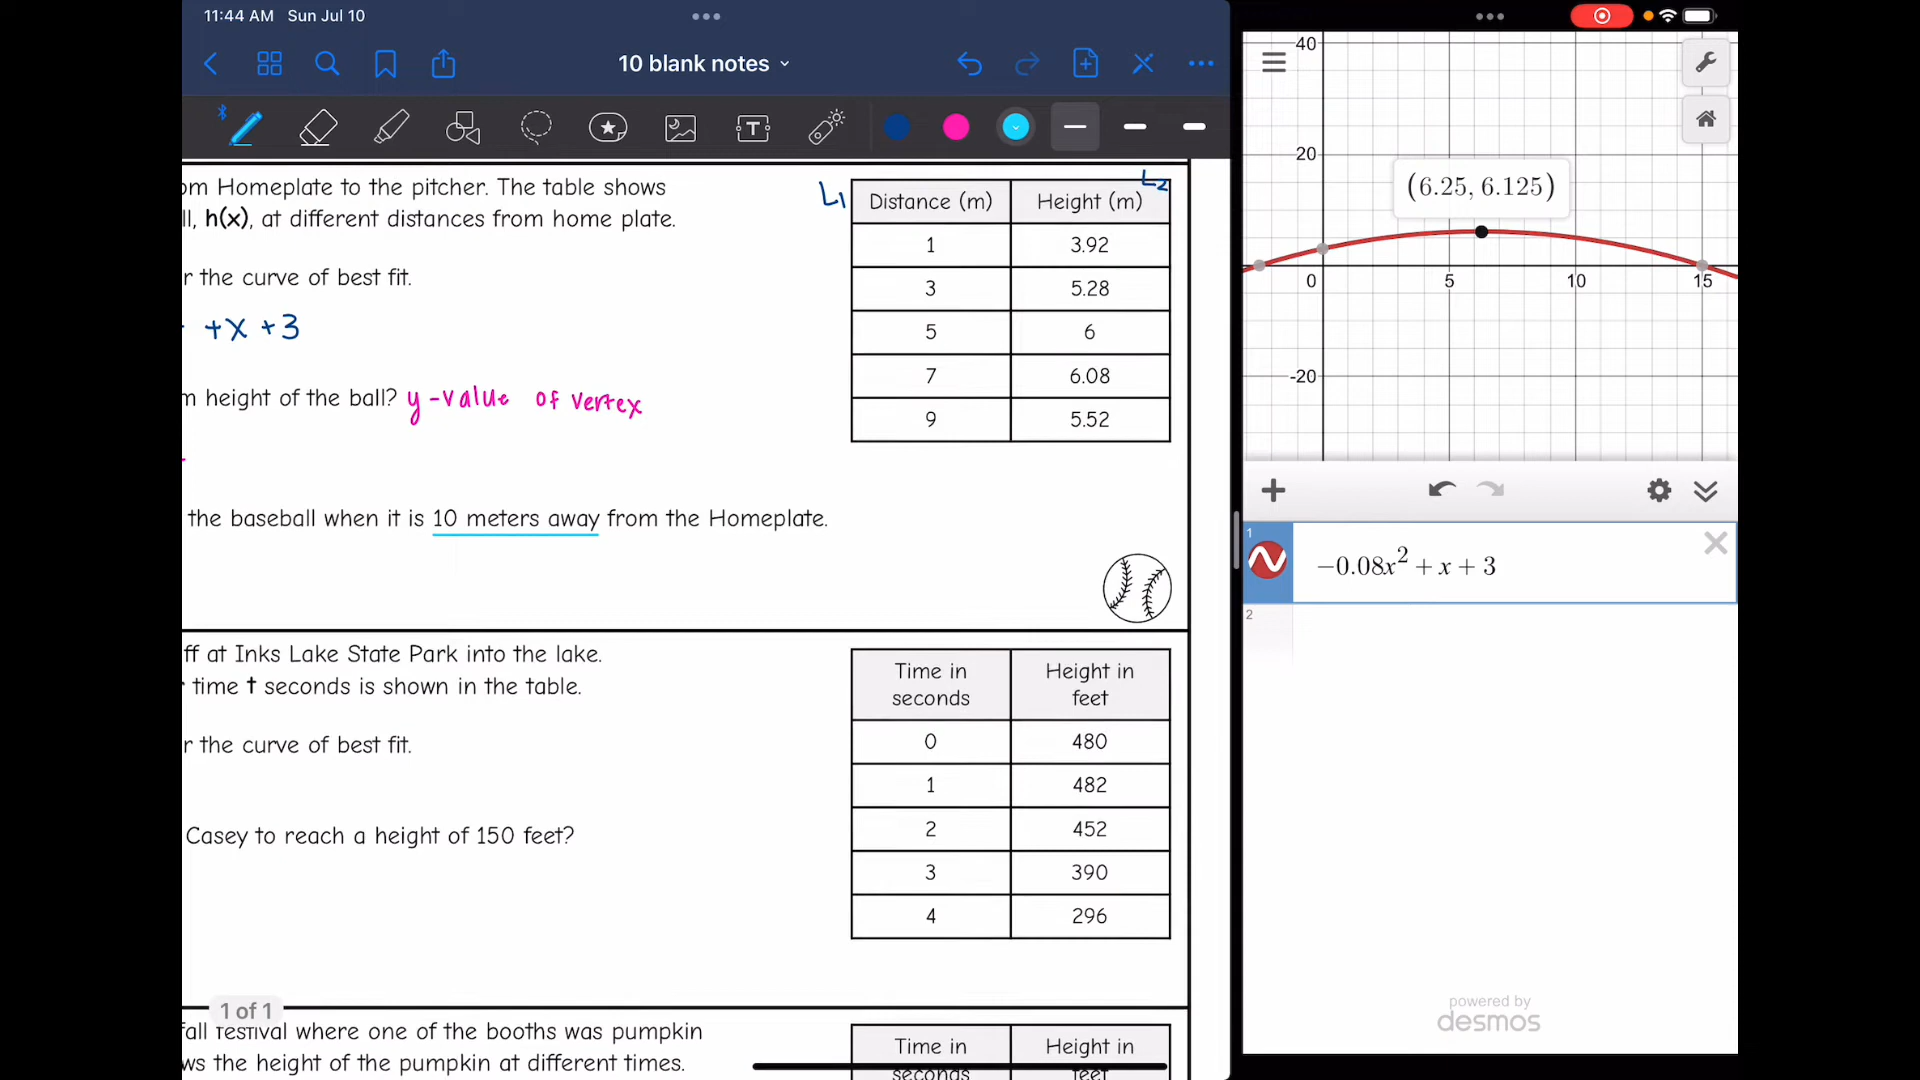 11:44 AM Sun Jul 10
10 blank notes
om Homeplate to the pitcher. The table shows
ll, h(x), at different distances from home plate.
r the curve of best fit.
+x +3
m height of the ball? y-value of vertex
the baseball when it is 10 meters away from the Homeplate.
L1 L2
Distance (m) Height (m)
1 3.92
3 5.28
5 6
7 6.08
9 5.52
ff at Inks Lake State Park into the lake.
r time t seconds is shown in the table.
r the curve of best fit.
Casey to reach a height of 150 feet?
Time in seconds Height in feet
0 480
1 482
2 452
3 390
4 296
1 of 1
fall festival where one of the booths was pumpkin
ws the height of the pumpkin at different times.
Time in Height in
seconds feet
40
20
(6.25, 6.125)
0 5 10 15
-20
1
−0.08x² + x + 3
2
powered by
desmos